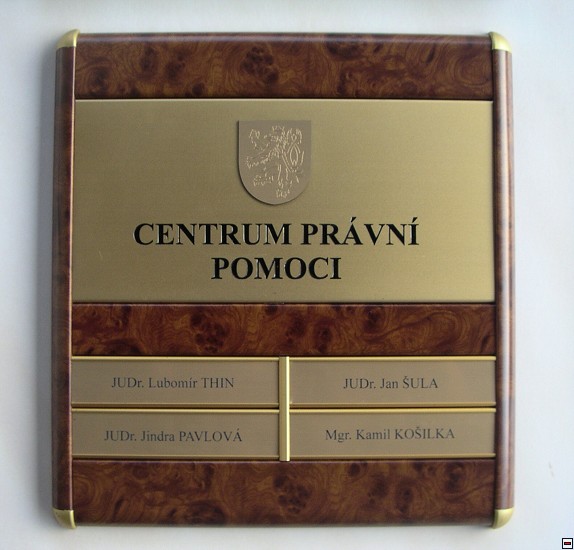 CENTRUM PRÁVNÍ
POMOCI
JUDr. Lubomír THIN
JUDr. Jan ŠULA
JUDr. Jindra PAVLOVÁ
Mgr. Kamil KOŠILKA